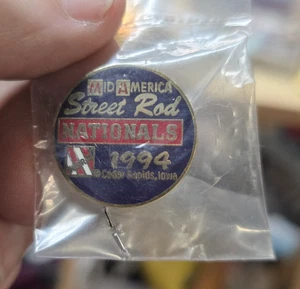 Mid America
Street Rod
NATIONALS
1994
Cedar Rapids, Iowa